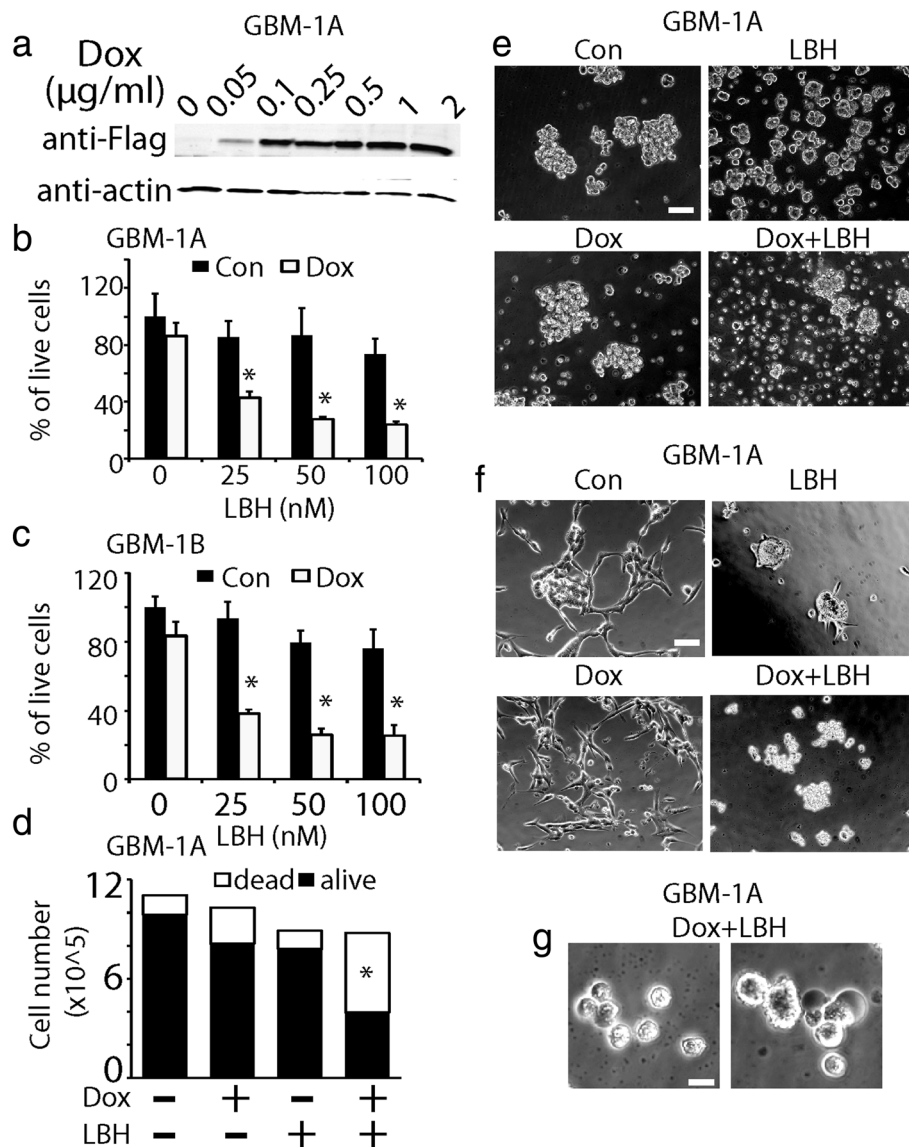 a
GBM-1A
Dox
(µg/ml)
0 0.05 0.1 0.25 0.5 1 2
anti-Flag
anti-actin
b
GBM-1A
Con Dox
120
80
40
0
% of live cells
* * *
0 25 50 100
LBH (nM)
c
GBM-1B
Con Dox
120
80
40
0
% of live cells
* * *
0 25 50 100
LBH (nM)
d
GBM-1A
dead alive
12
6
0
Cell number
(x10^5)
*
Dox - + - +
LBH - - + +
e
GBM-1A
Con LBH
Dox Dox+LBH
f
GBM-1A
Con LBH
Dox Dox+LBH
g
GBM-1A
Dox+LBH